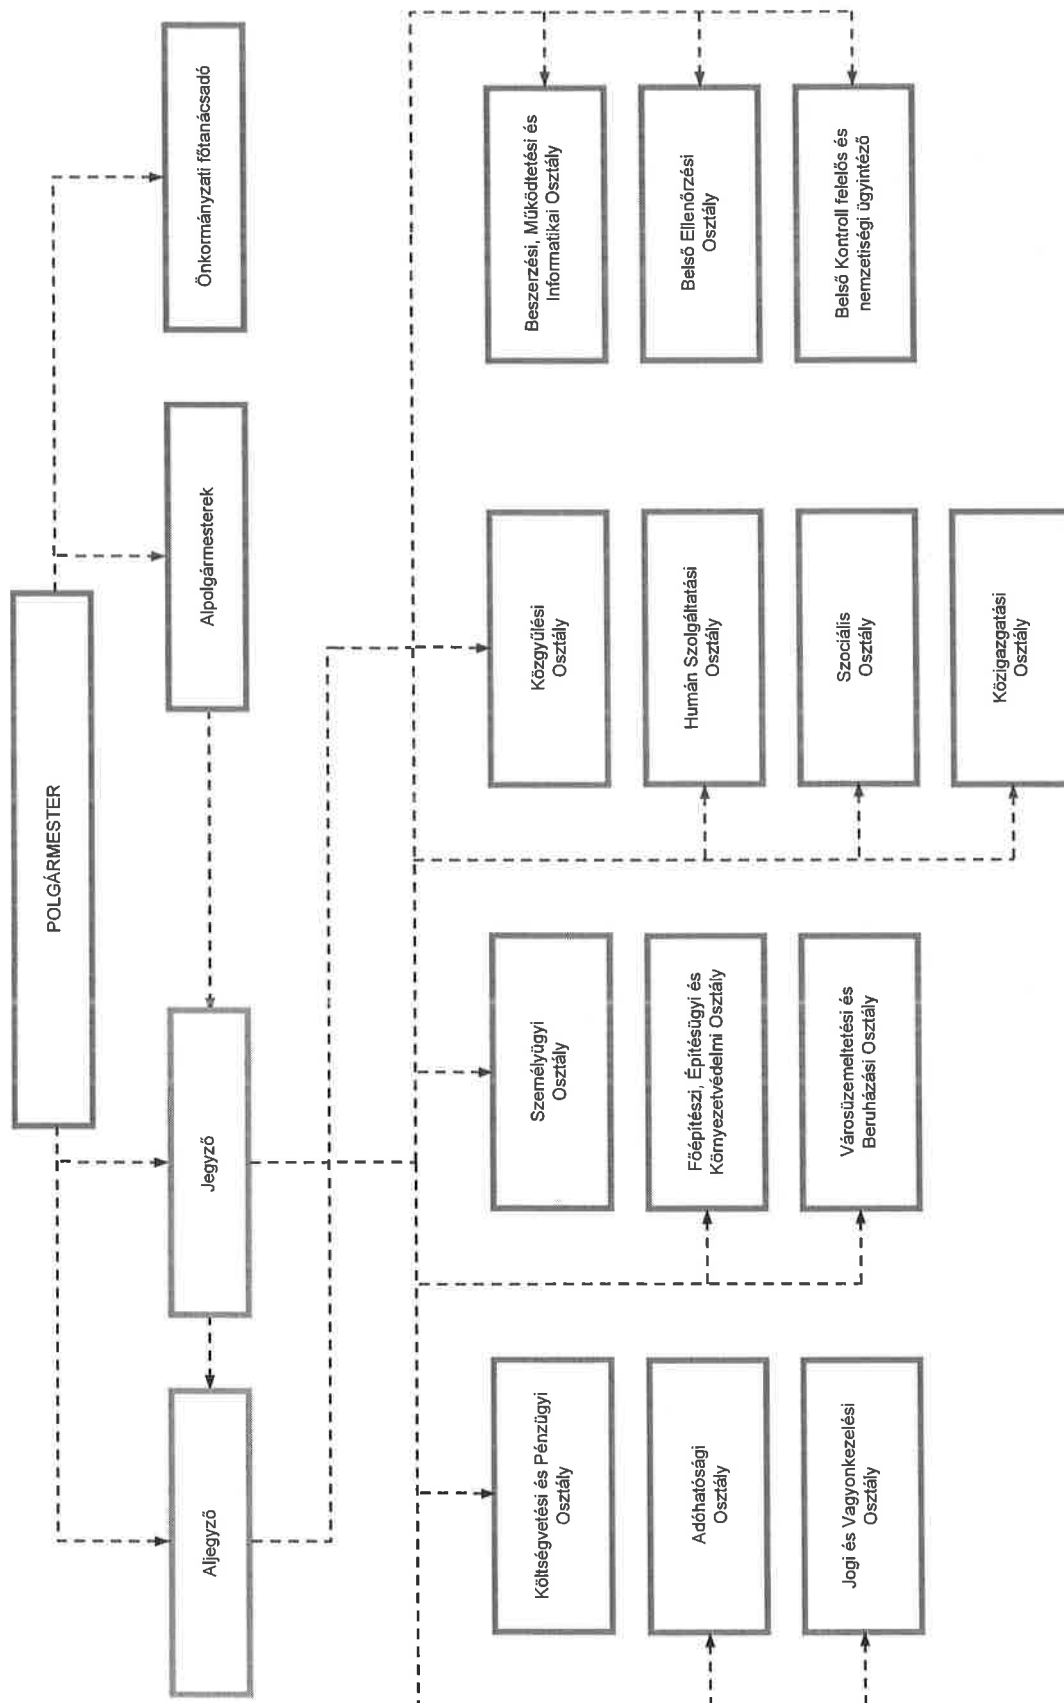 POLGÁRMESTER
Aljegyző
Jegyző
Alpolgármesterek
Önkormányzati főtanácsadó
Költségvetési és Pénzügyi
Osztály
Személyügyi
Osztály
Közgyűlési
Osztály
Beszerzési, Működtetési és
Informatikai Osztály
Adóhatósági
Osztály
Főépítészi, Építésügyi és
Környezetvédelmi Osztály
Humán Szolgáltatási
Osztály
Belső Ellenőrzési
Osztály
Jogi és Vagyonkezelési
Osztály
Városüzemeltetési és
Beruházási Osztály
Szociális
Osztály
Belső Kontroll felelős és
nemzetiségi ügyintéző
Közigazgatási
Osztály